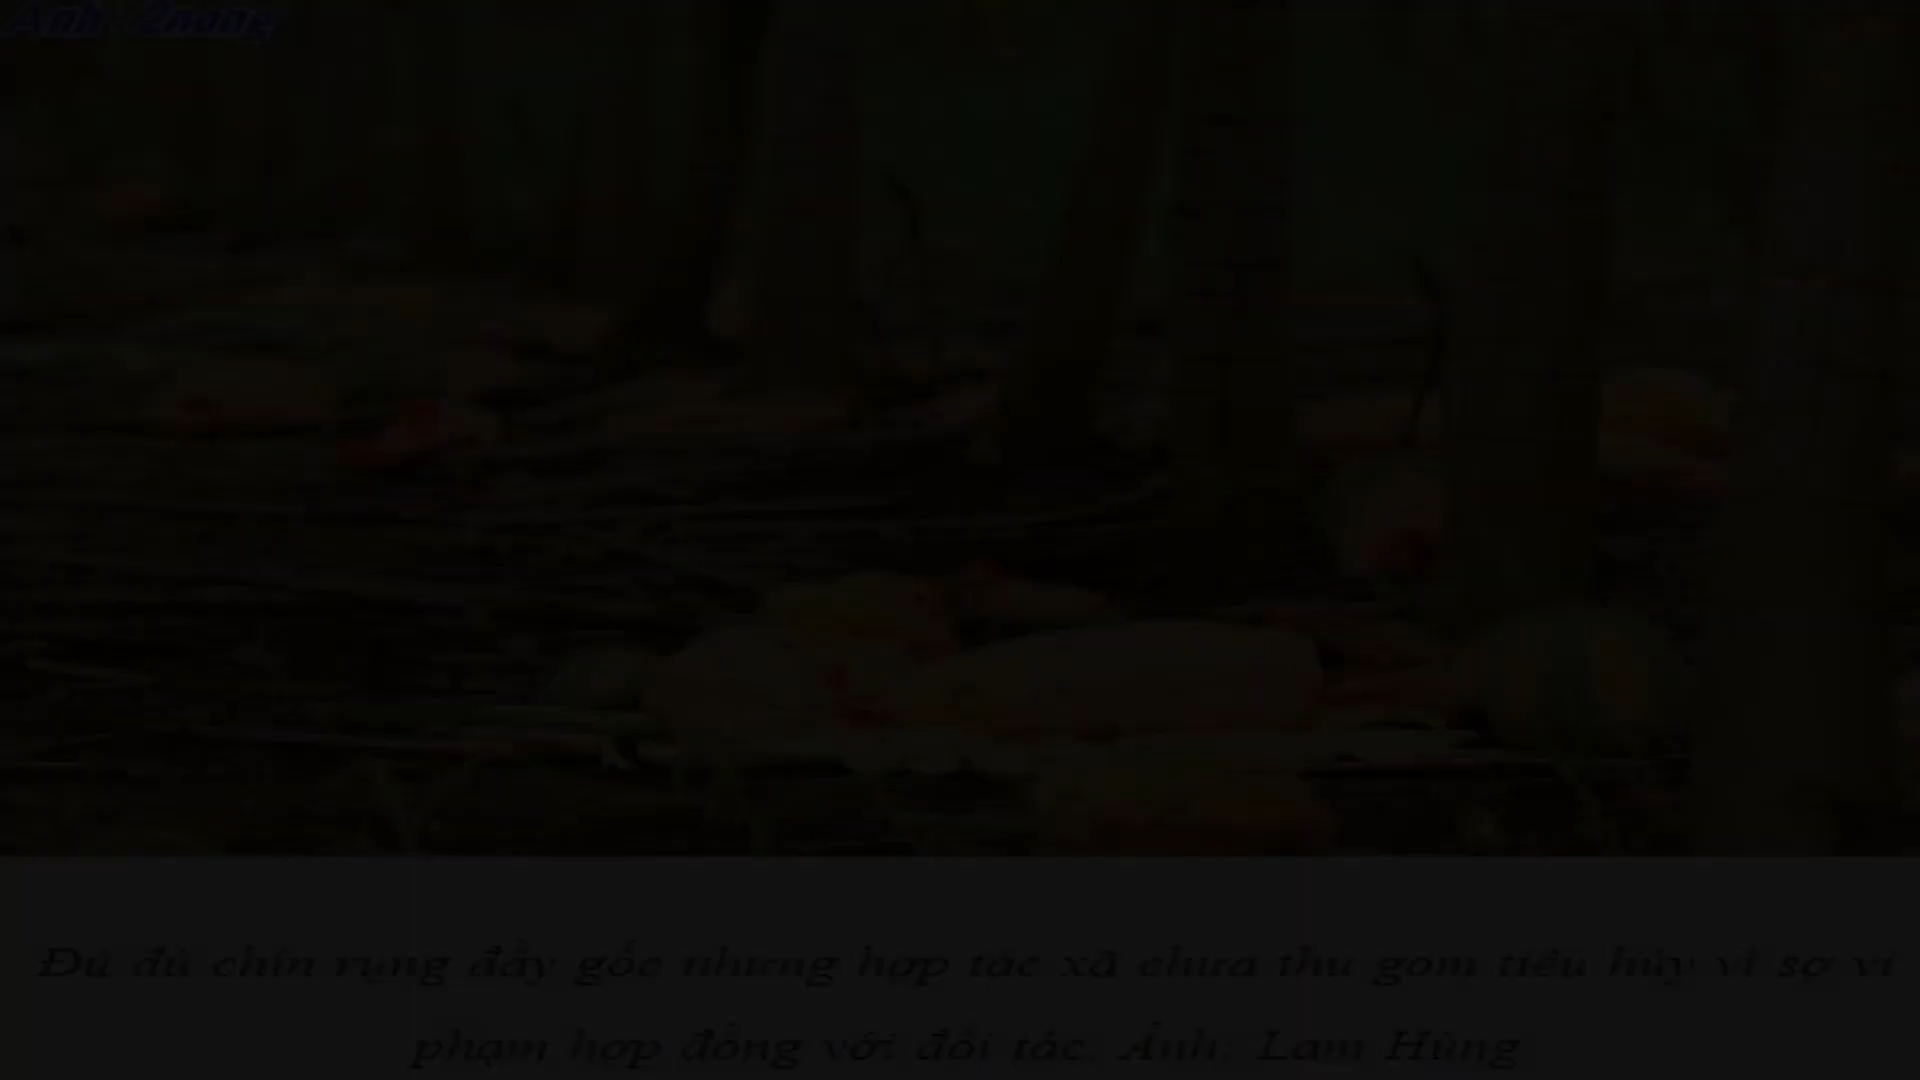 Ảnh
Đu đủ chín rụng đầy gốc nhưng hợp tác xã chưa thu gom tiêu hủy vì sợ vi
phạm hợp đồng với đối tác. Ảnh: Lam Hùng